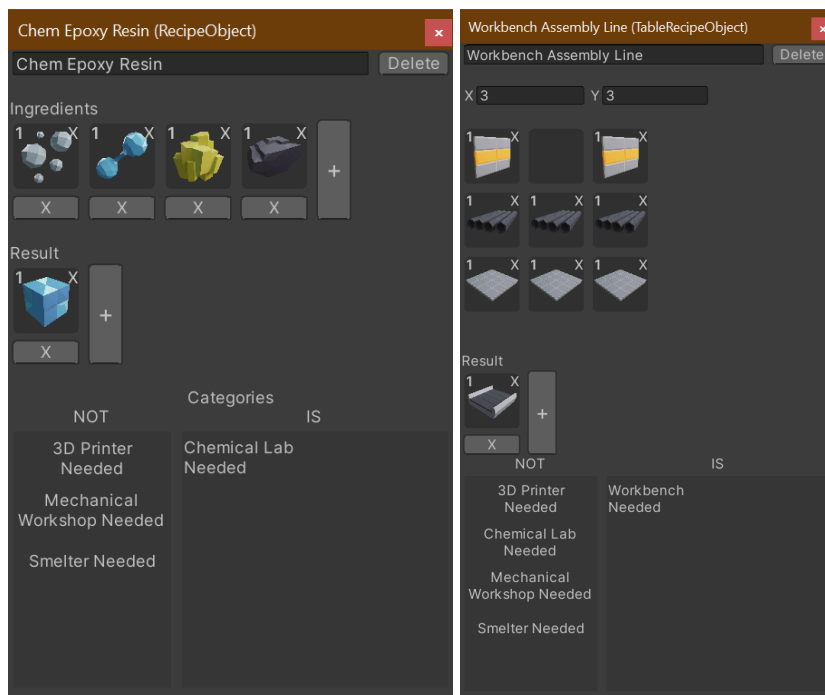 Chem Epoxy Resin (RecipeObject)
x
Chem Epoxy Resin
Delete
Ingredients
1 X 1 X 1 X 1 X
+
X X X X
Result
1 X
+
X
Categories
NOT IS
3D Printer
Needed
Mechanical
Workshop Needed
Smelter Needed
Chemical Lab
Needed
Workbench Assembly Line (TableRecipeObject)
x
Workbench Assembly Line
Delete
X 3 Y 3
1 X 1 X
1 X 1 X 1 X
1 X 1 X 1 X
Result
1 X
+
X
NOT IS
3D Printer
Needed
Chemical Lab
Needed
Mechanical
Workshop Needed
Smelter Needed
Workbench
Needed